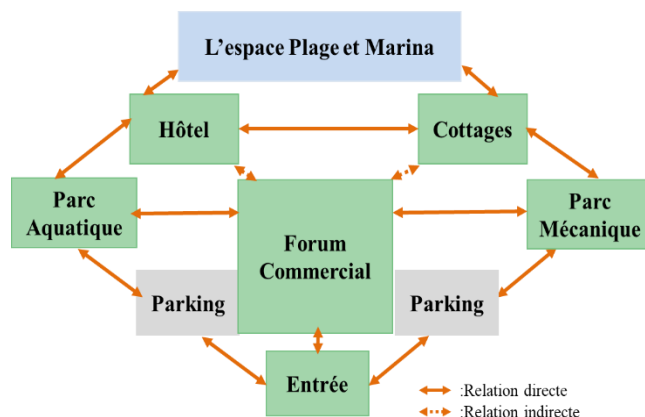 L’espace Plage et Marina
Hôtel
Cottages
Parc
Aquatique
Forum
Commercial
Parc
Mécanique
Parking
Parking
Entrée
:Relation directe
:Relation indirecte